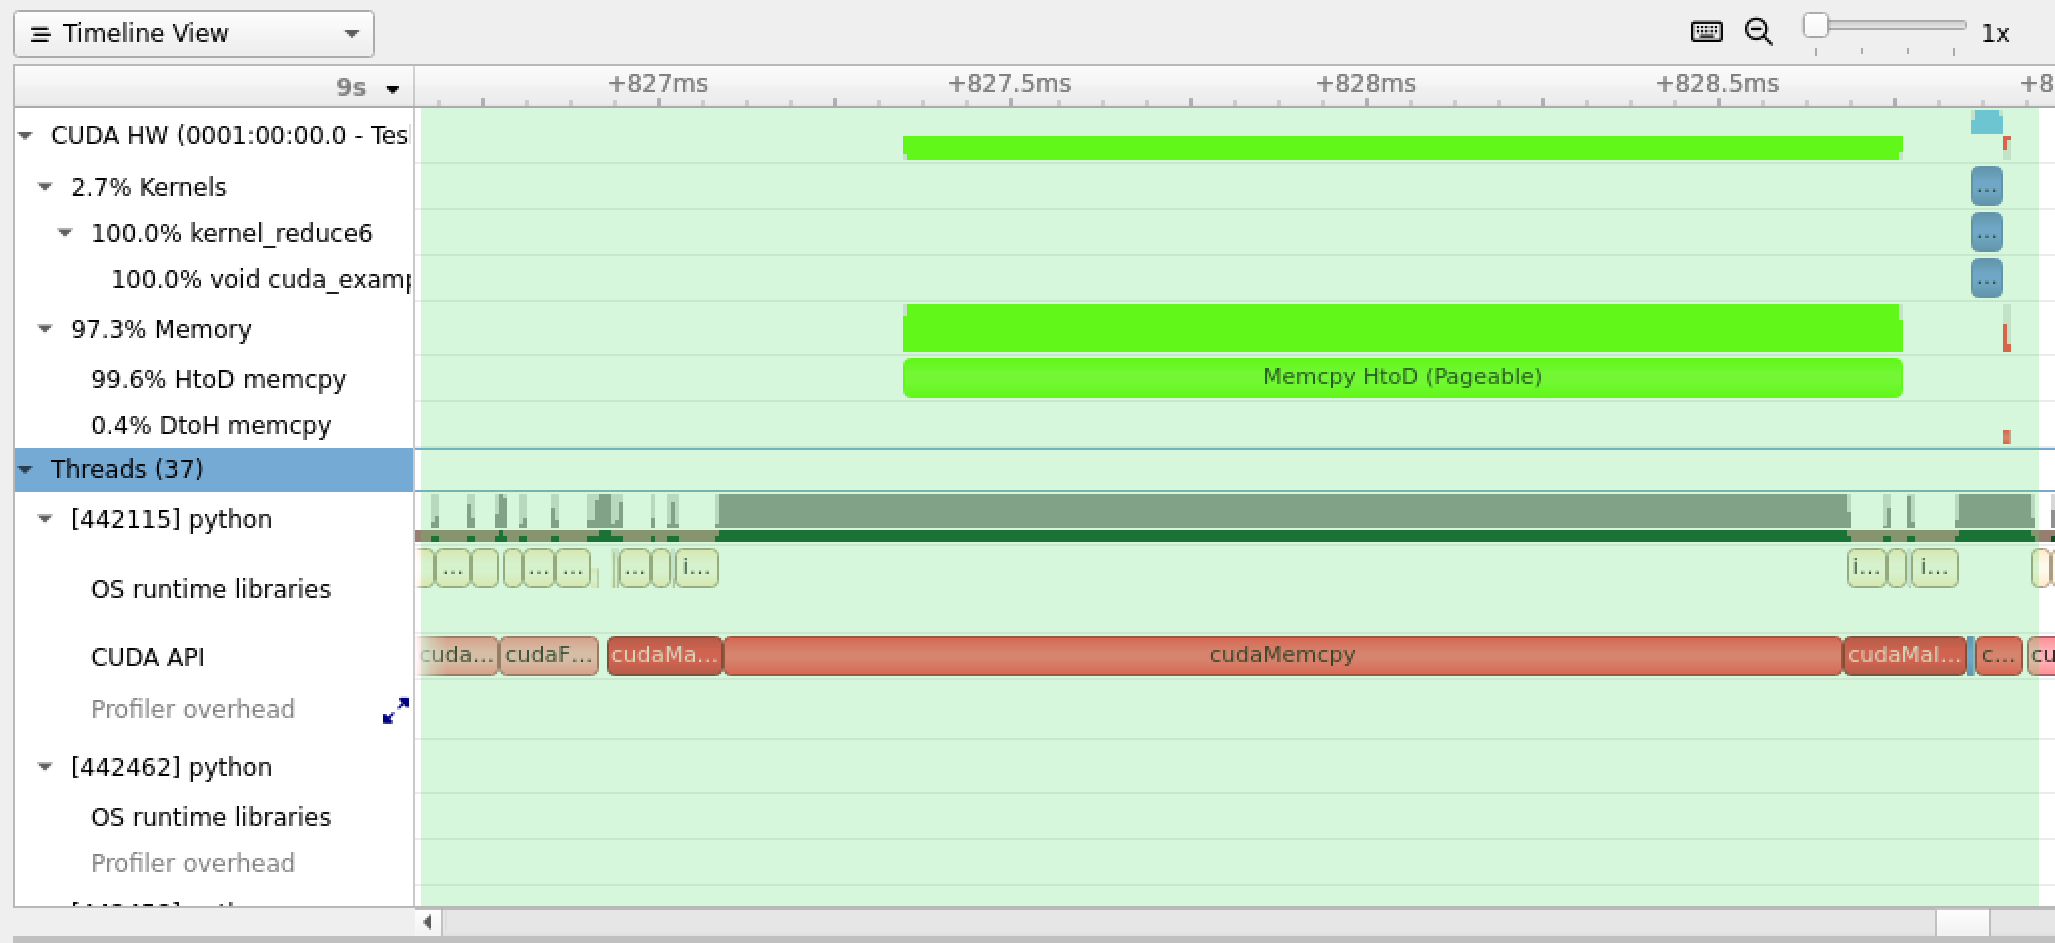 Timeline View
1x
9s
+827ms +827.5ms +828ms +828.5ms +8
CUDA HW (0001:00:00.0 - Tes
2.7% Kernels
...
100.0% kernel_reduce6
...
100.0% void cuda_examp
...
97.3% Memory
99.6% HtoD memcpy
Memcpy HtoD (Pageable)
0.4% DtoH memcpy
Threads (37)
[442115] python
OS runtime libraries
... ... ... ... i... i... i...
CUDA API
cuda... cudaF... cudaMa... cudaMemcpy cudaMal... c... cu
Profiler overhead
[442462] python
OS runtime libraries
Profiler overhead